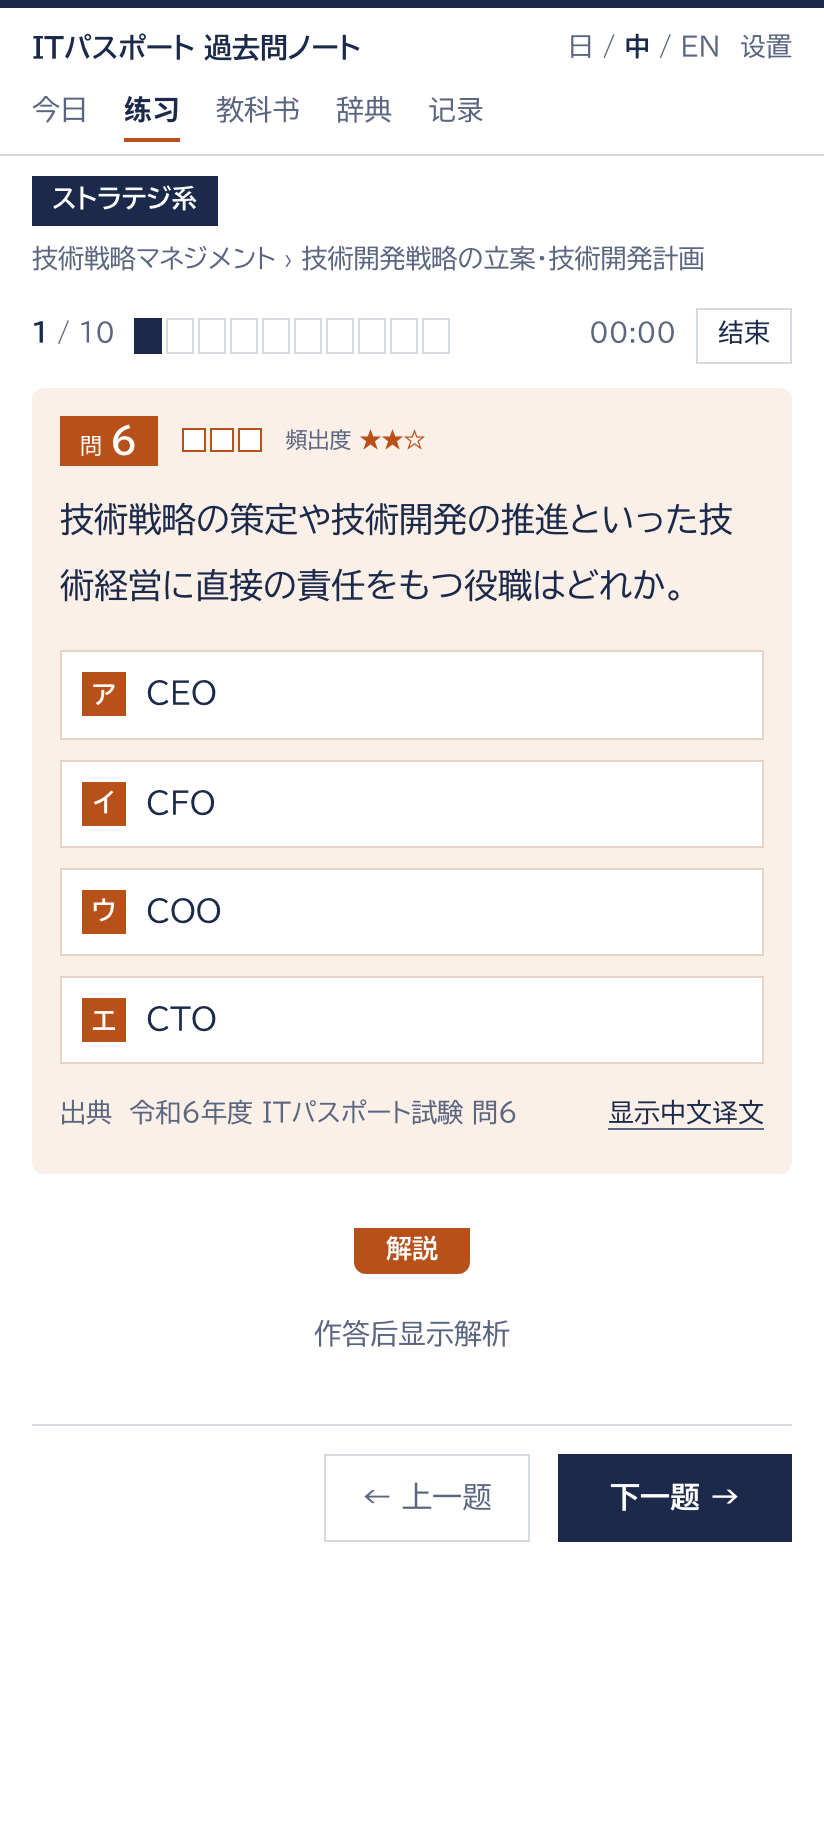 ITパスポート 過去問ノート
日 / 中 / EN 设置
今日 练习 教科书 辞典 记录
ストラテジ系
技術戦略マネジメント › 技術開発戦略の立案・技術開発計画
1 / 10 00:00 结束
問 6 □□□ 頻出度 ★★☆
技術戦略の策定や技術開発の推進といった技
術経営に直接の責任をもつ役職はどれか。
ア CEO
イ CFO
ウ COO
エ CTO
出典 令和6年度 ITパスポート試験 問6 显示中文译文
解説
作答后显示解析
← 上一题 下一题 →